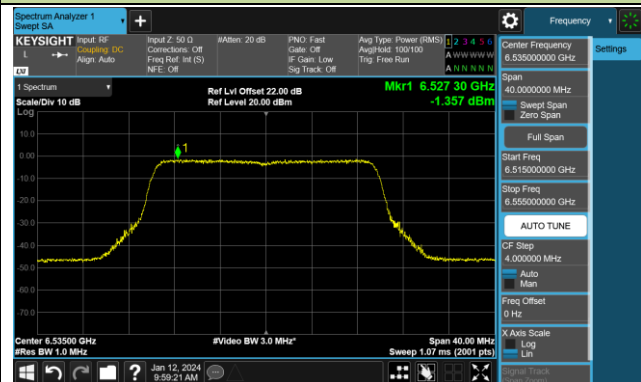 Spectrum Analyzer 1
Swept SA
+
Frequency
KEYSIGHT
L
LXI
Input: RF
Coupling: DC
Align: Auto
Input Z: 50 Ω
Corrections: Off
Freq Ref: Int (S)
NFE: Off
#Atten: 20 dB
PNO: Fast
Gate: Off
IF Gain: Low
Sig Track: Off
Avg Type: Power (RMS)
Avg|Hold: 100/100
Trig: Free Run
1 2 3 4 5 6
A W W W W W
A N N N N N
1 Spectrum
Scale/Div 10 dB
Log
Ref Lvl Offset 22.00 dB
Ref Level 20.00 dBm
Mkr1 6.527 30 GHz
-1.357 dBm
1
10.0
0.00
-10.0
-20.0
-30.0
-40.0
-50.0
-60.0
-70.0
Center 6.53500 GHz
#Res BW 1.0 MHz
#Video BW 3.0 MHz*
Span 40.00 MHz
Sweep 1.07 ms (2001 pts)
?
Jan 12, 2024
9:59:21 AM
Center Frequency
6.535000000 GHz
Span
40.0000000 MHz
Swept Span
Zero Span
Full Span
Start Freq
6.515000000 GHz
Stop Freq
6.555000000 GHz
AUTO TUNE
CF Step
4.000000 MHz
Auto
Man
Freq Offset
0 Hz
X Axis Scale
Log
Lin
Signal Track
Settings